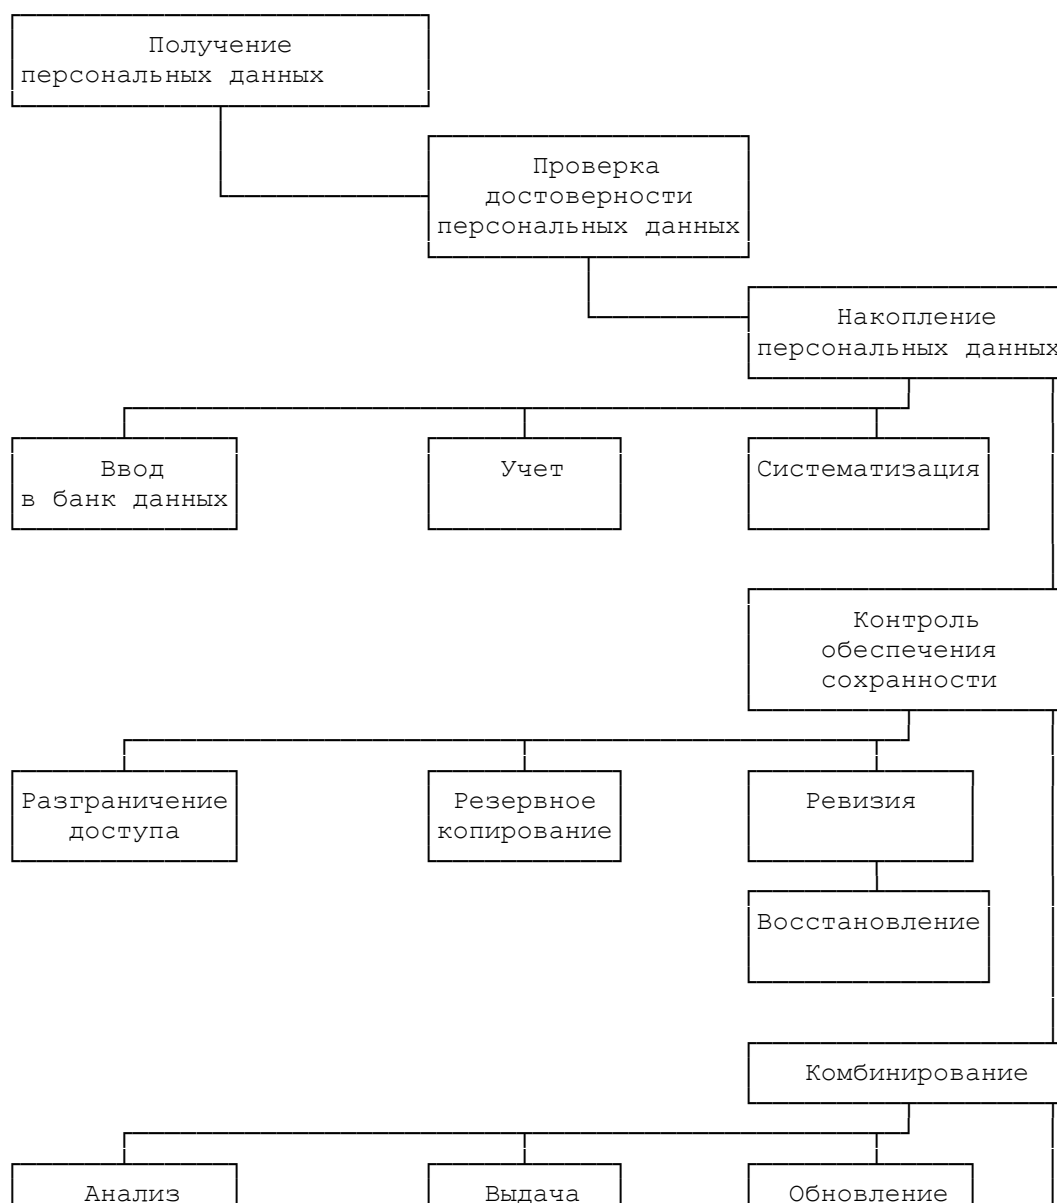 Получение
персональных данных
Проверка
достоверности
персональных данных
Накопление
персональных данных
Ввод
в банк данных
Учет
Систематизация
Контроль
обеспечения
сохранности
Разграничение
доступа
Резервное
копирование
Ревизия
Восстановление
Комбинирование
Анализ
Выдача
Обновление